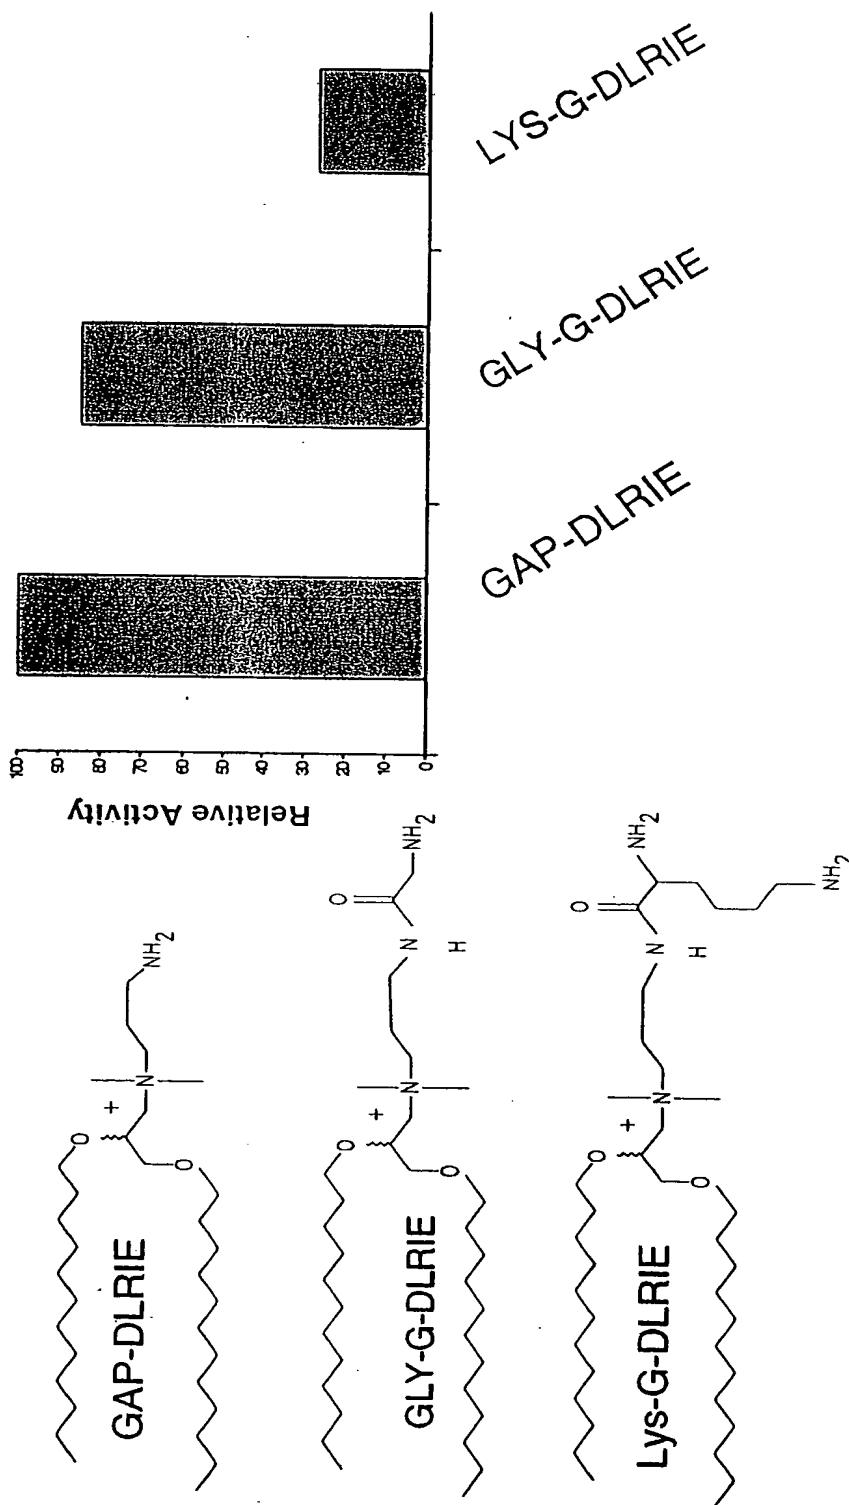 GAP-DLRIE
O
O
N
+
NH2
GLY-G-DLRIE
O
O
N
+
N
H
O
NH2
Lys-G-DLRIE
O
O
N
+
N
H
O
NH2
NH2
Relative Activity
100
90
80
70
60
50
40
30
20
10
0
GAP-DLRIE
GLY-G-DLRIE
LYS-G-DLRIE